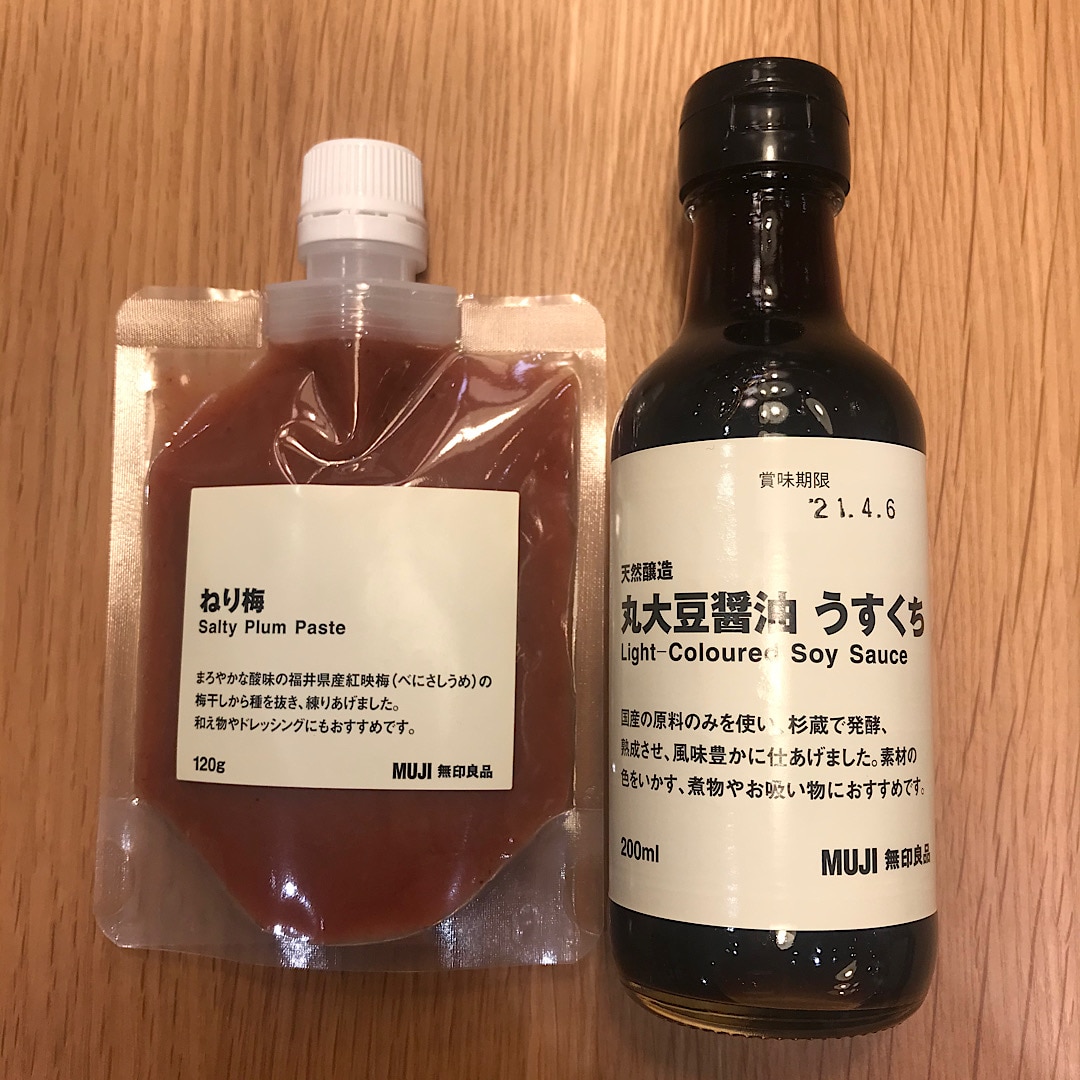 ねり梅
Salty Plum Paste
まろやかな酸味の福井県産紅映梅(べにさしうめ)の
梅干しから種を抜き、練りあげました。
和え物やドレッシングにもおすすめです。
120g
MUJI 無印良品
賞味期限
'21.4.6
天然醸造
丸大豆醤油 うすくち
Light-Coloured Soy Sauce
国産の原料のみを使い、杉蔵で発酵、
熟成させ、風味豊かに仕あげました。素材の
色をいかす、煮物やお吸い物におすすめです。
200ml
MUJI 無印良品